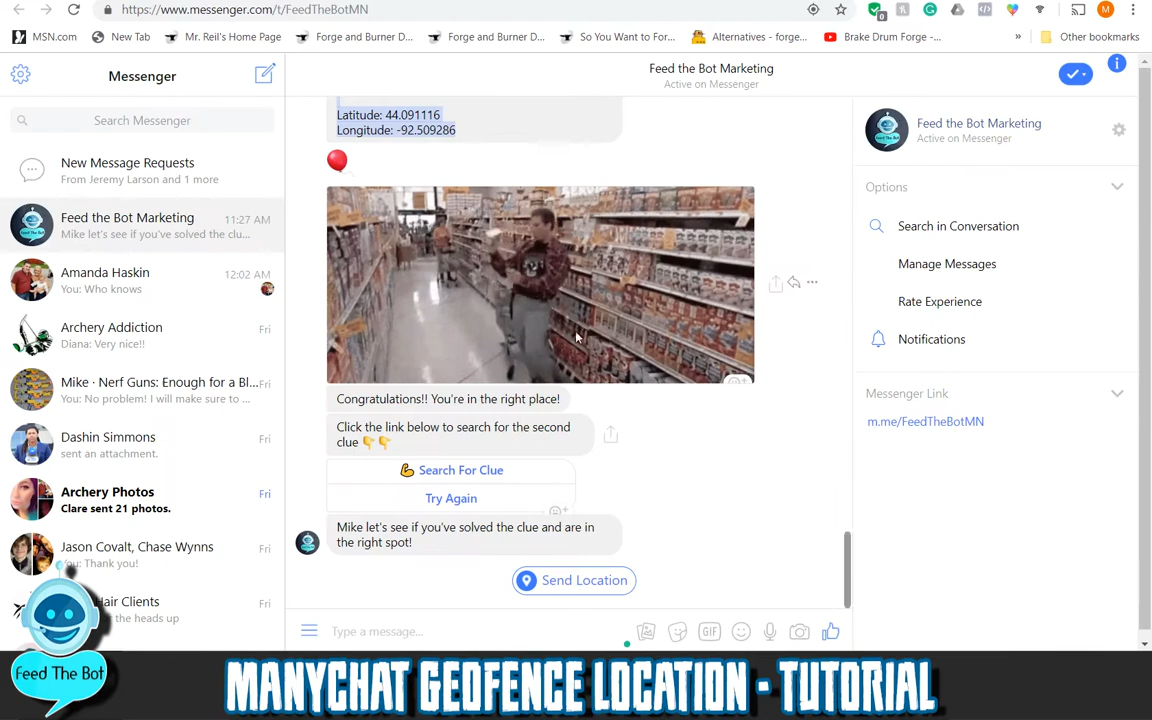 https://www.messenger.com/t/FeedTheBotMN
MSN.com
New Tab
Mr. Reil's Home Page
Forge and Burner D...
Forge and Burner D...
So You Want to For...
Alternatives - forge...
Brake Drum Forge -...
»
Other bookmarks
Messenger
Search Messenger
New Message Requests
From Jeremy Larson and 1 more
Feed the Bot Marketing
11:27 AM
Mike let's see if you've solved the clu...
Amanda Haskin
12:02 AM
You: Who knows
Archery Addiction
Fri
Diana: Very nice!!
Mike · Nerf Guns: Enough for a Bl...
Fri
You: No problem! I will make sure to ...
Dashin Simmons
Fri
sent an attachment.
Archery Photos
Fri
Clare sent 21 photos.
Jason Covalt, Chase Wynns
Fri
You: Thank you!
Hair Clients
Fri
the heads up
Feed the Bot Marketing
Active on Messenger
Latitude: 44.091116
Longitude: -92.509286
Congratulations!! You're in the right place!
Click the link below to search for the second
clue 👇👇
💪 Search For Clue
Try Again
Mike let's see if you've solved the clue and are in
the right spot!
Send Location
Type a message...
GIF
Feed the Bot Marketing
Active on Messenger
Options
Search in Conversation
Manage Messages
Rate Experience
Notifications
Messenger Link
m.me/FeedTheBotMN
Feed The Bot
MANYCHAT GEOFENCE LOCATION - TUTORIAL